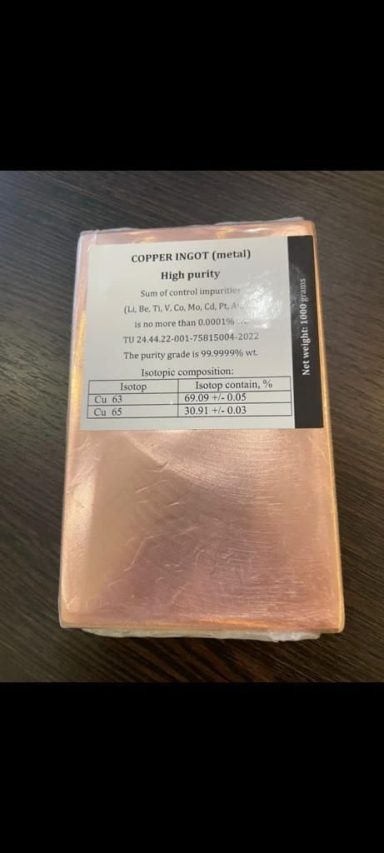 COPPER INGOT (metal)
High purity
Sum of control impurities
(Li, Be, Ti, V, Co, Mo, Cd, Pt,
is no more than 0.0001%
TU 24.44.22-001-75815004-2022
The purity grade is 99.9999% wt.
Isotopic composition:
Isotop Isotop contain, %
Cu 63 69.09 +/- 0.05
Cu 65 30.91 +/- 0.03
Net weight: 1000 grams